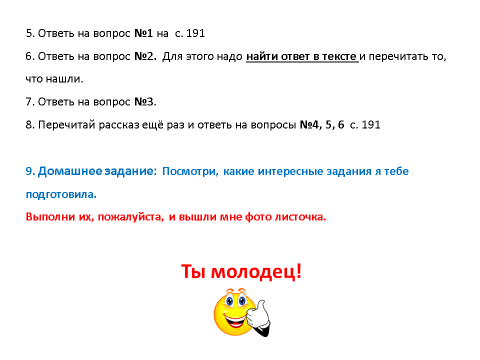 5. Ответь на вопрос №1 на с. 191
6. Ответь на вопрос №2. Для этого надо найти ответ в тексте и перечитать то,
что нашли.
7. Ответь на вопрос №3.
8. Перечитай рассказ ещё раз и ответь на вопросы №4, 5, 6 с. 191
9. Домашнее задание: Посмотри, какие интересные задания я тебе
подготовила.
Выполни их, пожалуйста, и вышли мне фото листочка.
Ты молодец!